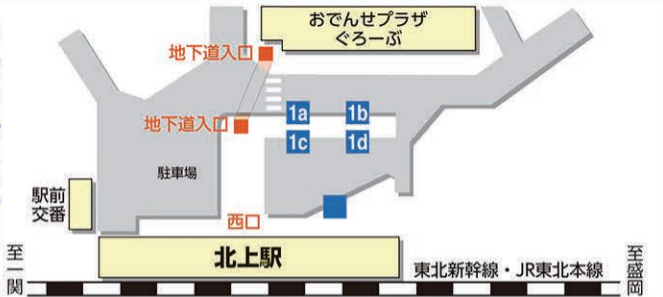 おでんせプラザ
ぐろーぶ
地下道入口
地下道入口
1a
1b
1c
1d
駐車場
駅前
交番
西口
北上駅
至一関
東北新幹線・JR東北本線
至盛岡